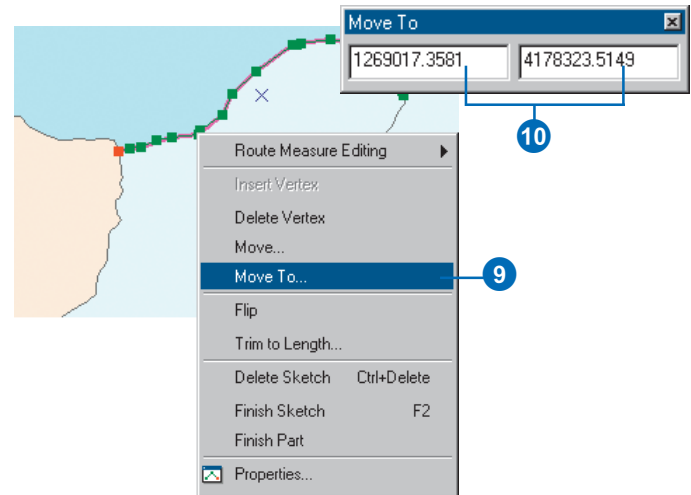 Move To
1269017.3581 4178323.5149
10
Route Measure Editing
Insert Vertex
Delete Vertex
Move...
Move To...
9
Flip
Trim to Length...
Delete Sketch Ctrl+Delete
Finish Sketch F2
Finish Part
Properties...